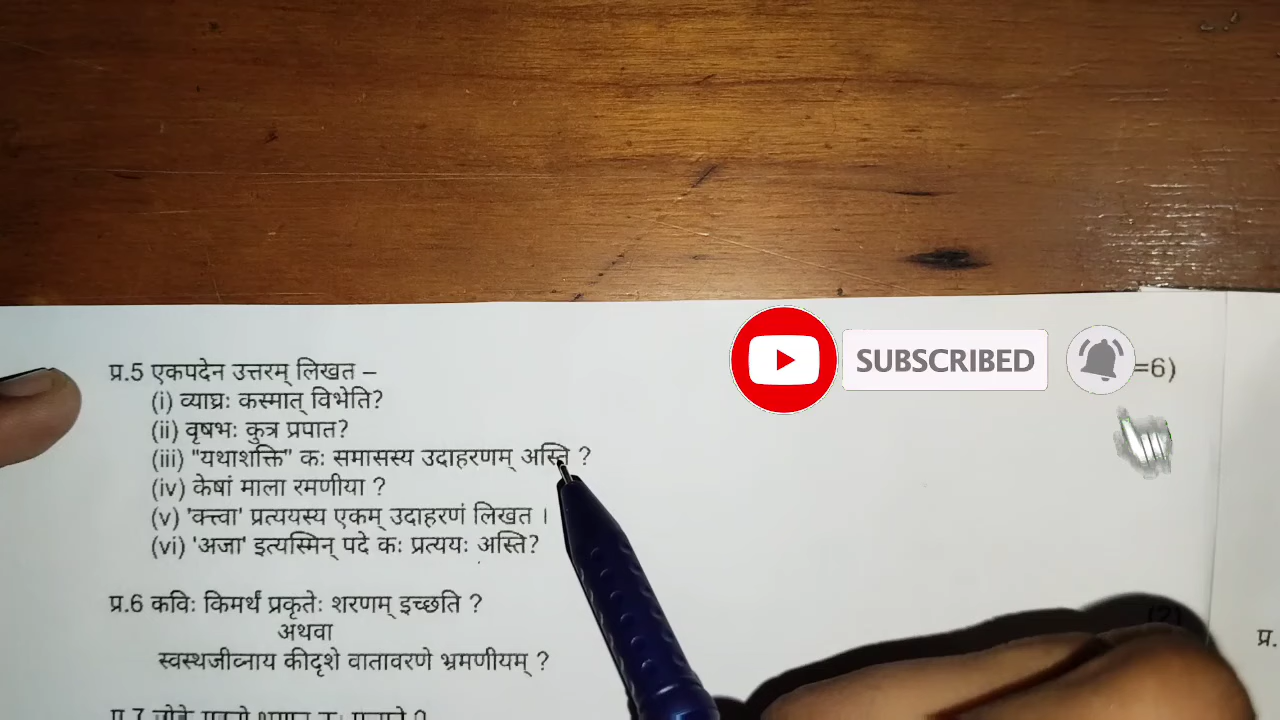 प्र.5 एकपदेन उत्तरम् लिखत –
SUBSCRIBED
=6)
(i) व्याघ्रः कस्मात् विभेति?
(ii) वृषभः कुत्र प्रपात?
(iii) "यथाशक्ति" कः समासस्य उदाहरणम् अस्ति ?
(iv) केषां माला रमणीया ?
(v) 'क्त्वा' प्रत्ययस्य एकम् उदाहरणं लिखत ।
(vi) 'अजा' इत्यस्मिन् पदे कः प्रत्ययः अस्ति?
प्र.6 कविः किमर्थं प्रकृतेः शरणम् इच्छति ?
(2)
अथवा
प्र.
स्वस्थजीव्नाय कीदृशे वातावरणे भ्रमणीयम् ?